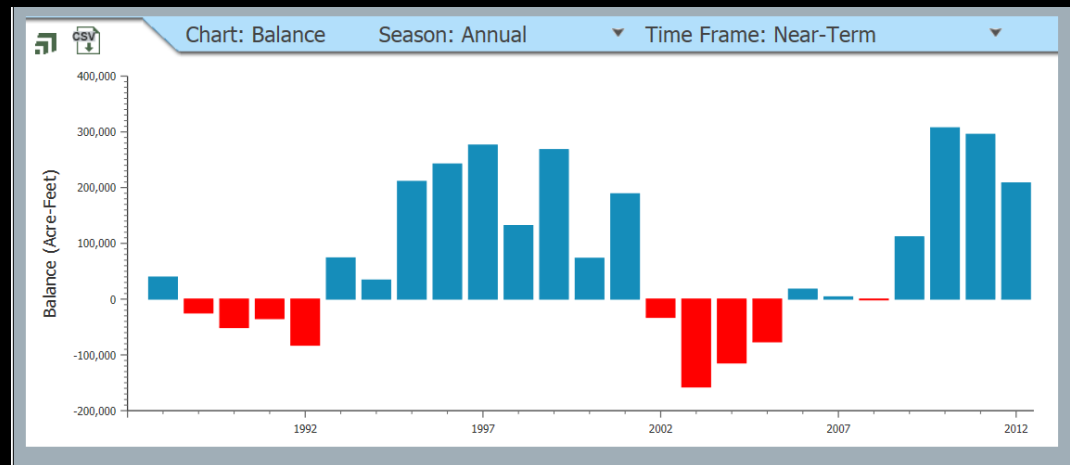 CSV
Chart: Balance Season: Annual Time Frame: Near-Term
Balance (Acre-Feet)
400,000
300,000
200,000
100,000
0
-100,000
-200,000
1992 1997 2002 2007 2012